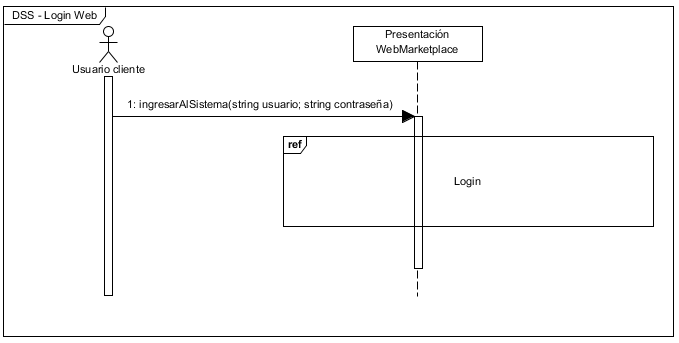 DSS - Login Web
Usuario cliente
Presentación
WebMarketplace
1: ingresarAlSistema(string usuario; string contraseña)
ref
Login